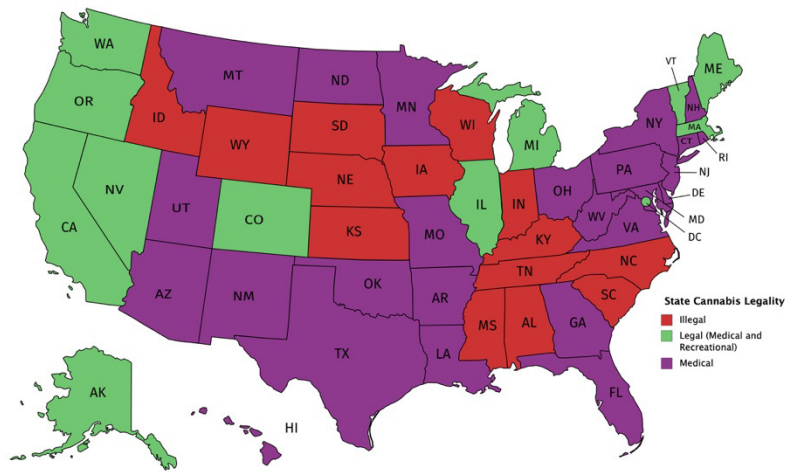 WA
MT
ND
MN
VT
ME
OR
ID
WY
SD
WI
MI
NY
NH
MA
CT
RI
NV
UT
CO
NE
IA
IL
IN
OH
PA
NJ
DE
MD
DC
CA
KS
MO
KY
WV
VA
AZ
NM
OK
AR
TN
NC
SC
TX
LA
MS
AL
GA
FL
AK
HI
State Cannabis Legality
Illegal
Legal (Medical and
Recreational)
Medical